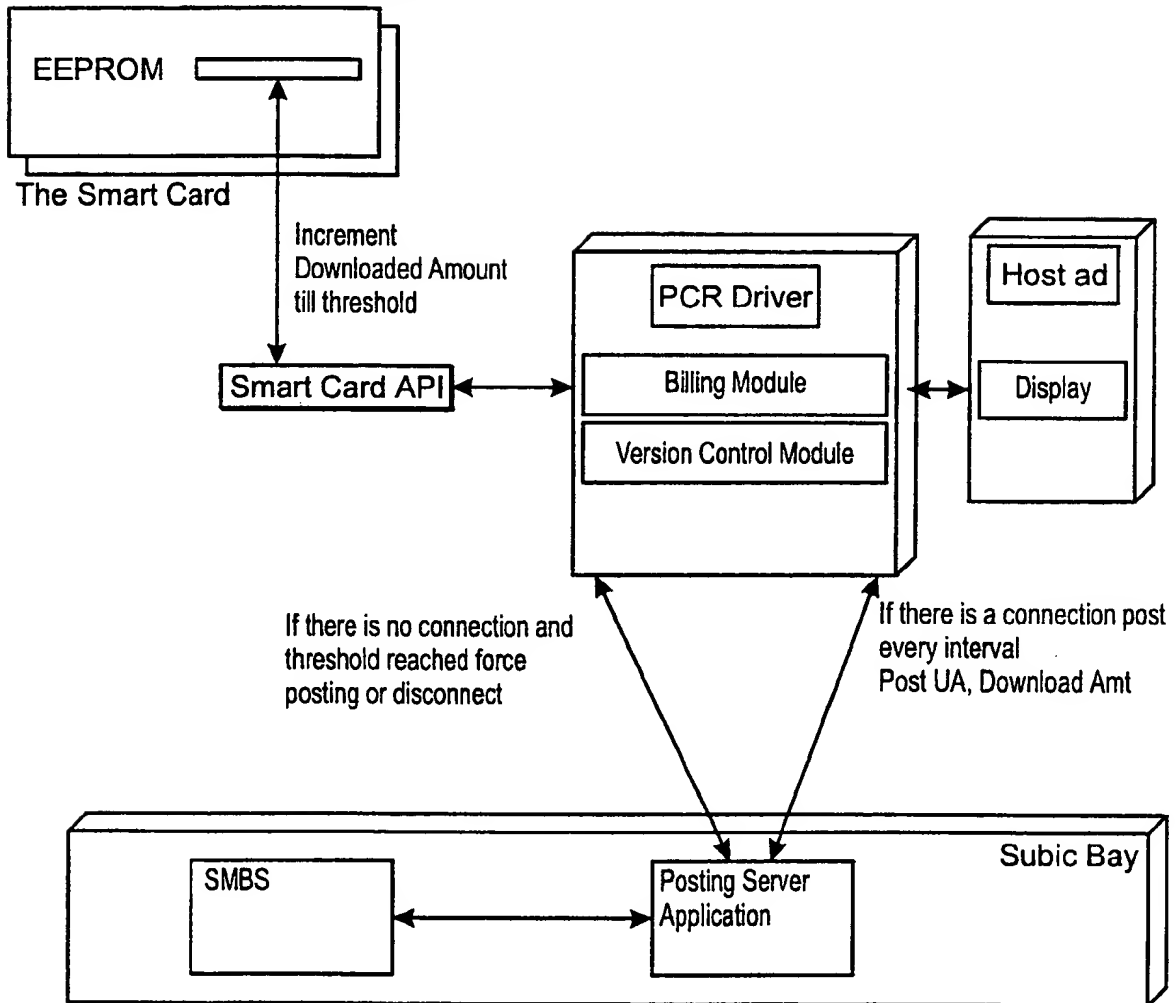 EEPROM
The Smart Card
Increment
Downloaded Amount
till threshold
Smart Card API
PCR Driver
Billing Module
Version Control Module
Host ad
Display
If there is no connection and
threshold reached force
posting or disconnect
If there is a connection post
every interval
Post UA, Download Amt
Subic Bay
SMBS
Posting Server
Application